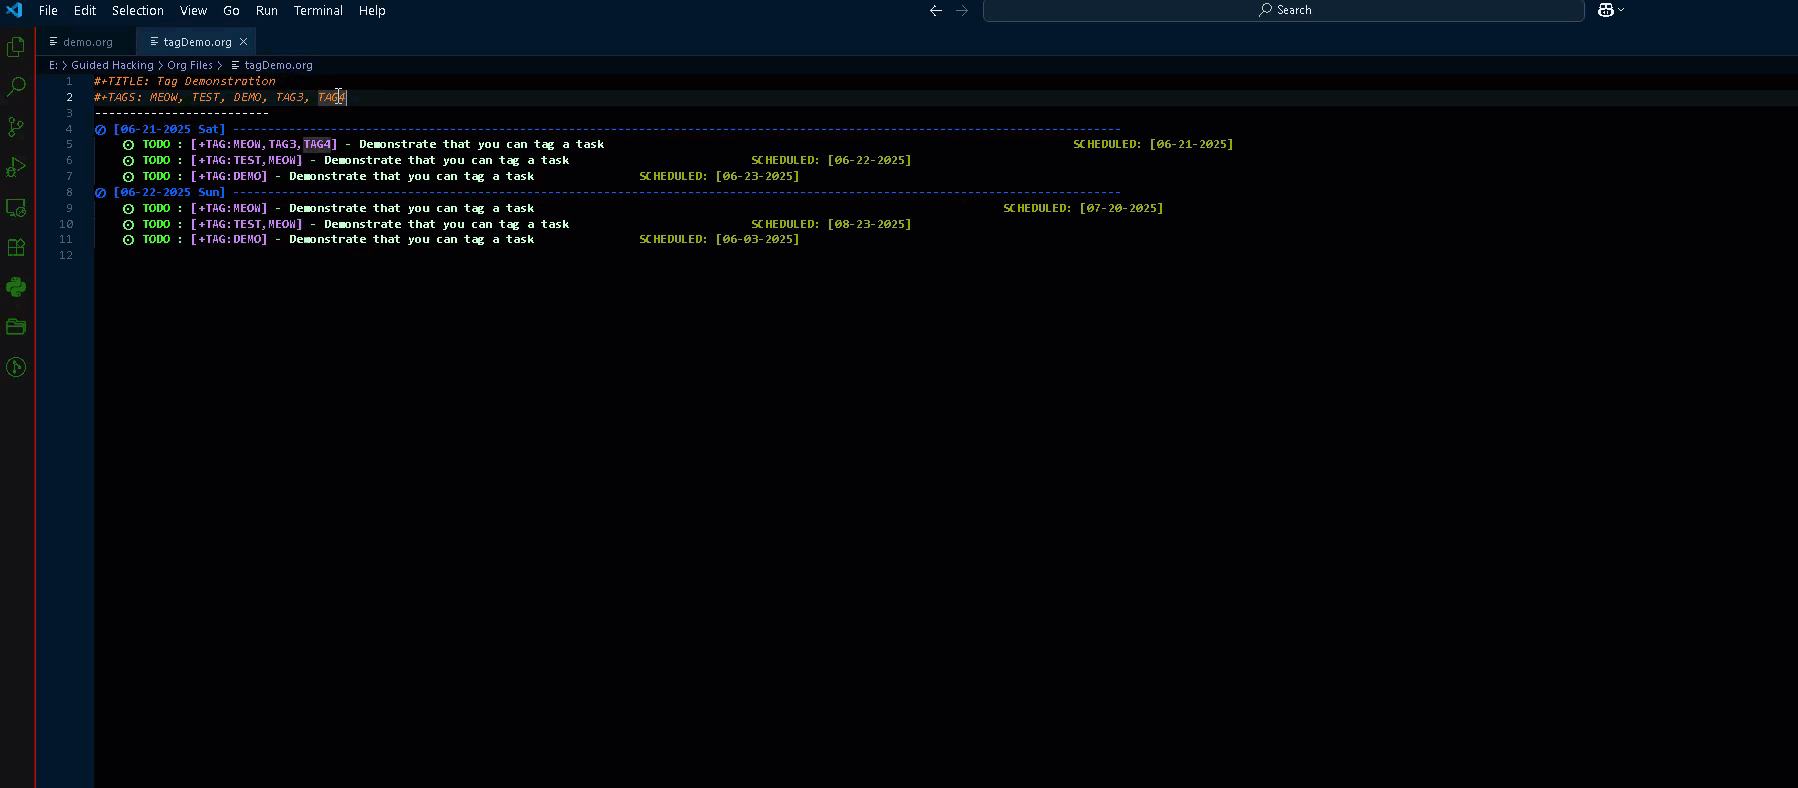 File Edit Selection View Go Run Terminal Help Search
demo.org tagDemo.org
E: > Guided Hacking > Org Files > tagDemo.org
1 #+TITLE: Tag Demonstration
2 #+TAGS: MEOW, TEST, DEMO, TAG3, TAG4
3 -------------------------
4 [06-21-2025 Sat] -------------------------------------------------------------------------------------------------------------------------------
5 TODO : [+TAG:MEOW,TAG3,TAG4] - Demonstrate that you can tag a task SCHEDULED: [06-21-2025]
6 TODO : [+TAG:TEST,MEOW] - Demonstrate that you can tag a task SCHEDULED: [06-22-2025]
7 TODO : [+TAG:DEMO] - Demonstrate that you can tag a task SCHEDULED: [06-23-2025]
8 [06-22-2025 Sun] -------------------------------------------------------------------------------------------------------------------------------
9 TODO : [+TAG:MEOW] - Demonstrate that you can tag a task SCHEDULED: [07-20-2025]
10 TODO : [+TAG:TEST,MEOW] - Demonstrate that you can tag a task SCHEDULED: [08-23-2025]
11 TODO : [+TAG:DEMO] - Demonstrate that you can tag a task SCHEDULED: [06-03-2025]
12